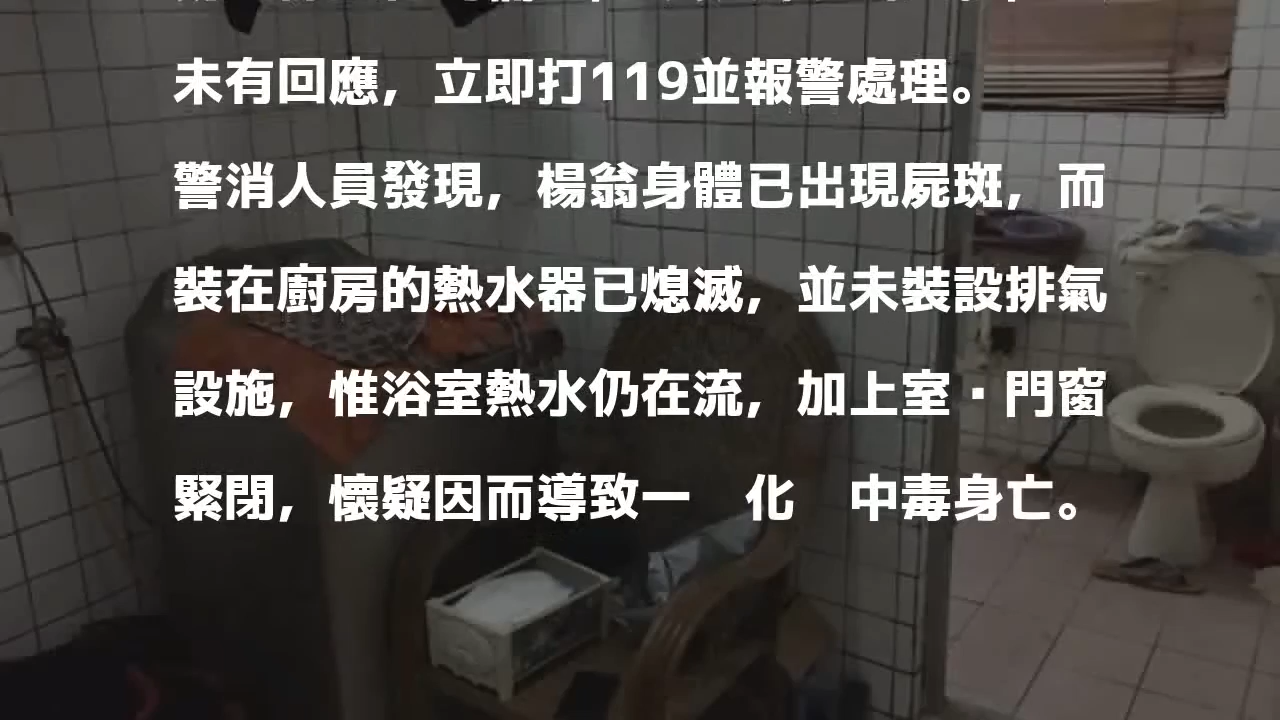 未有回應，立即打119並報警處理。
警消人員發現，楊翁身體已出現屍斑，而
裝在廚房的熱水器已熄滅，並未裝設排氣
設施，惟浴室熱水仍在流，加上室·門窗
緊閉，懷疑因而導致一　化　中毒身亡。